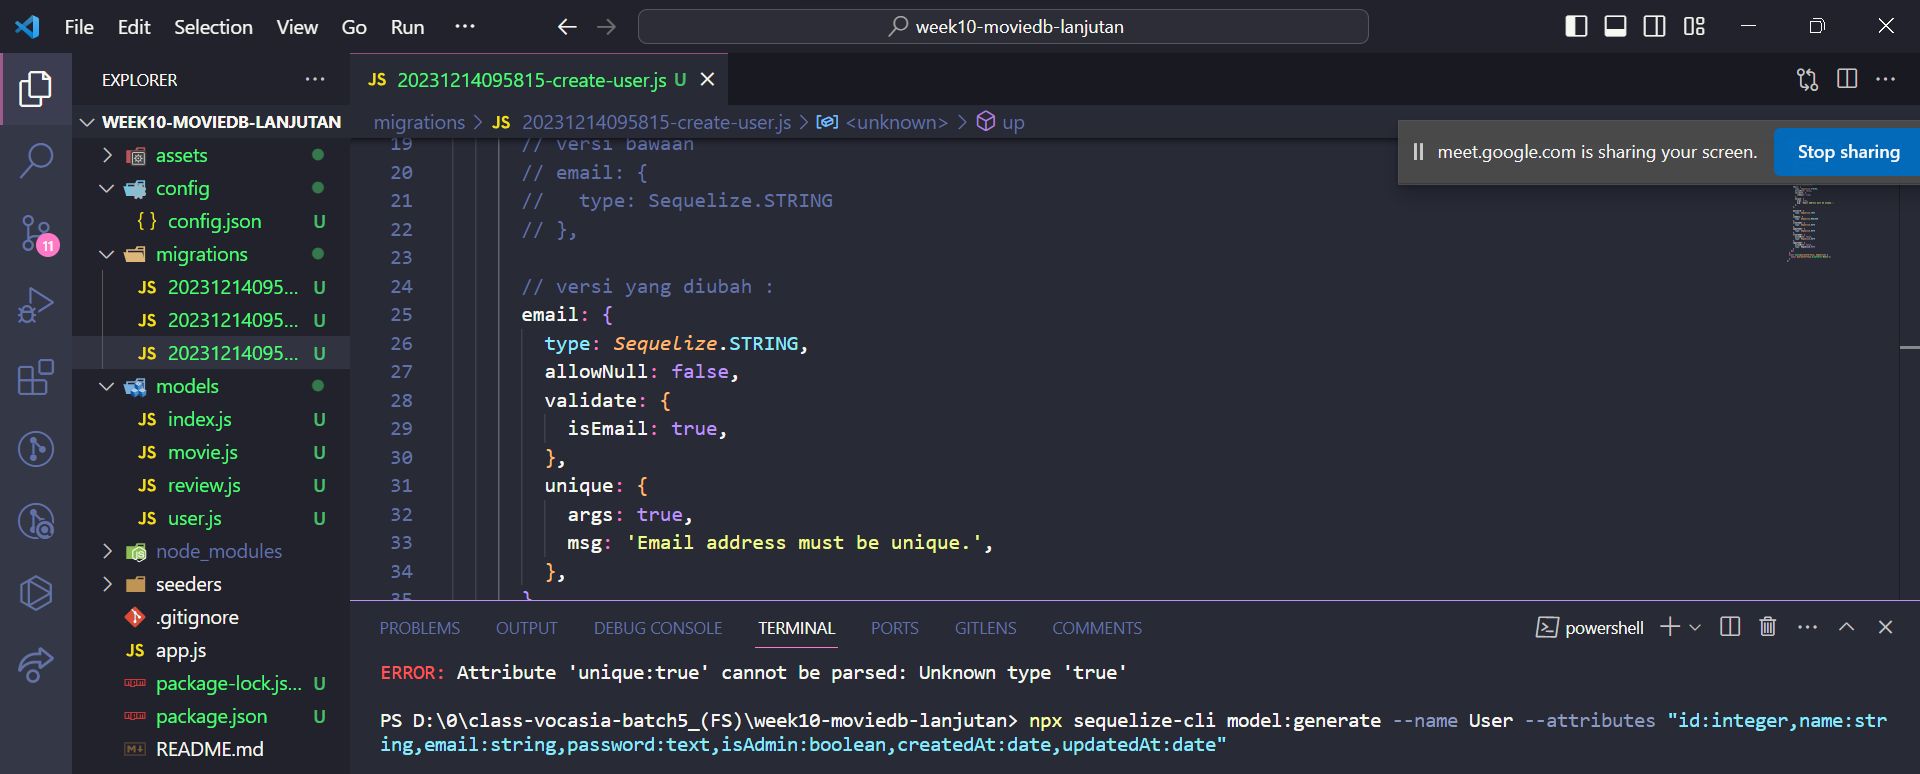 File Edit Selection View Go Run ···
week10-moviedb-lanjutan
EXPLORER ···
WEEK10-MOVIEDB-LANJUTAN
assets
config
{} config.json U
migrations
JS 20231214095... U
JS 20231214095... U
JS 20231214095... U
models
JS index.js U
JS movie.js U
JS review.js U
JS user.js U
node_modules
seeders
.gitignore
JS app.js
package-lock.js... U
package.json U
README.md
11
JS 20231214095815-create-user.js U
migrations > JS 20231214095815-create-user.js > <unknown> > up
meet.google.com is sharing your screen. Stop sharing
19 // versi bawaan
20 // email: {
21 //   type: Sequelize.STRING
22 // },
23
24 // versi yang diubah :
25 email: {
26 type: Sequelize.STRING,
27 allowNull: false,
28 validate: {
29 isEmail: true,
30 },
31 unique: {
32 args: true,
33 msg: 'Email address must be unique.',
34 },
35 }
PROBLEMS OUTPUT DEBUG CONSOLE TERMINAL PORTS GITLENS COMMENTS
powershell
ERROR: Attribute 'unique:true' cannot be parsed: Unknown type 'true'
PS D:\0\class-vocasia-batch5_(FS)\week10-moviedb-lanjutan> npx sequelize-cli model:generate --name User --attributes "id:integer,name:str
ing,email:string,password:text,isAdmin:boolean,createdAt:date,updatedAt:date"